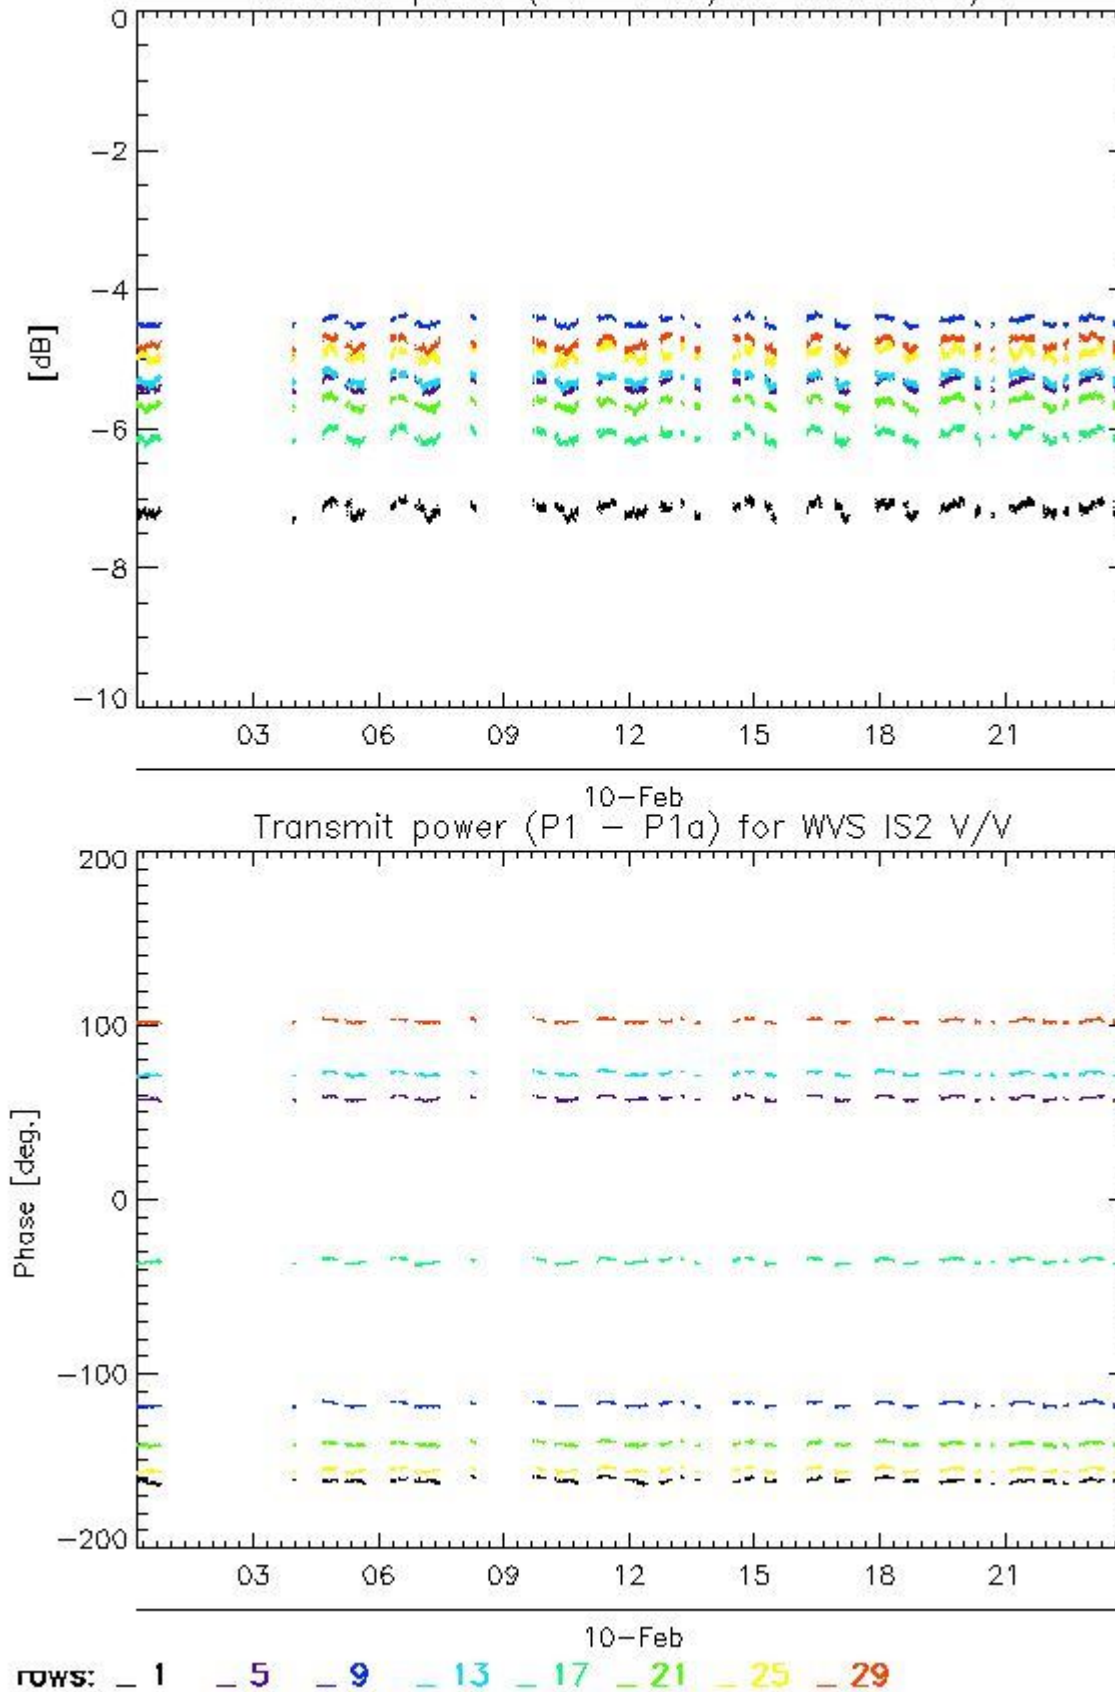 0
−2
−4
[dB]
−6
−8
−10
03 06 09 12 15 18 21
10−Feb
Transmit power (P1 − P1a) for WVS IS2 V/V
200
100
Phase [deg.]
0
−100
−200
03 06 09 12 15 18 21
10−Feb
rows: _ 1 _ 5 _ 9 _ 13 _ 17 _ 21 _ 25 _ 29